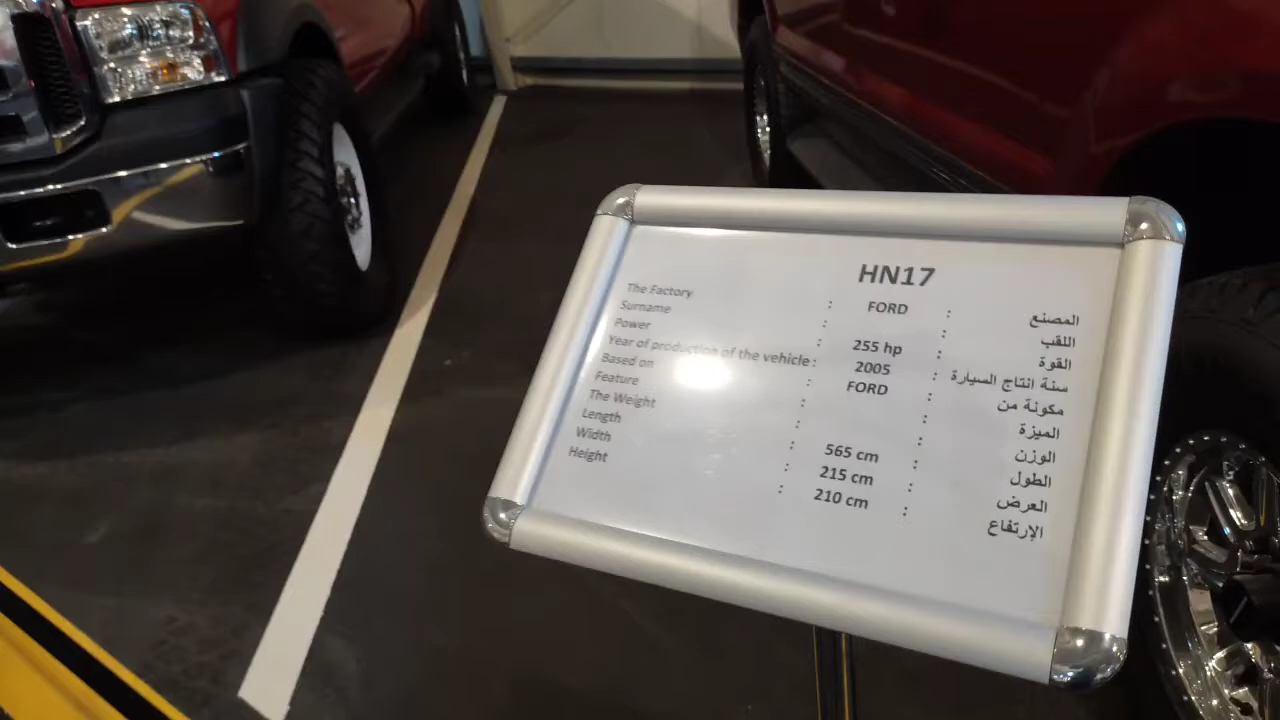 HN17
The Factory : FORD : المصنع
Surname : : اللقب
Power : 255 hp : القوة
Year of production of the vehicle : 2005 : سنة انتاج السيارة
Based on : FORD : مكونة من
Feature : : الميزة
The Weight : : الوزن
Length : 565 cm : الطول
Width : 215 cm : العرض
Height : 210 cm : الإرتفاع